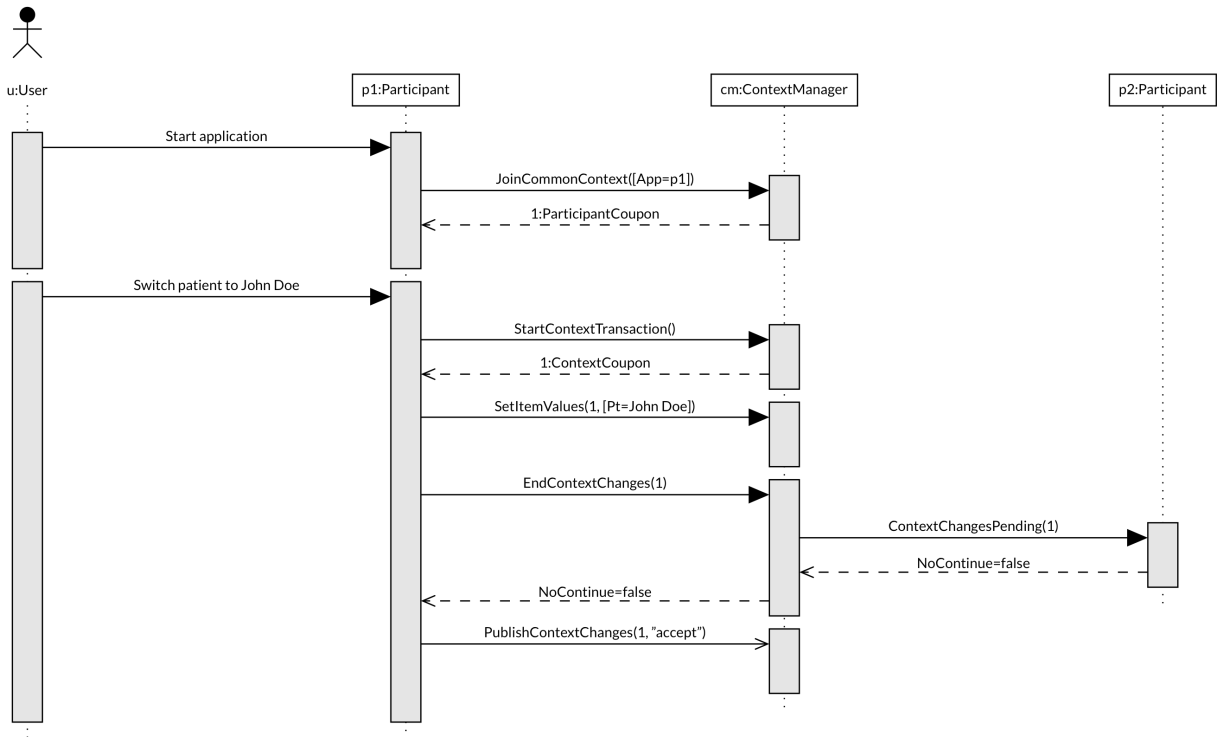 u:User
p1:Participant
cm:ContextManager
p2:Participant
Start application
JoinCommonContext([App=p1])
1:ParticipantCoupon
Switch patient to John Doe
StartContextTransaction()
1:ContextCoupon
SetItemValues(1, [Pt=John Doe])
EndContextChanges(1)
ContextChangesPending(1)
NoContinue=false
NoContinue=false
PublishContextChanges(1, ”accept”)